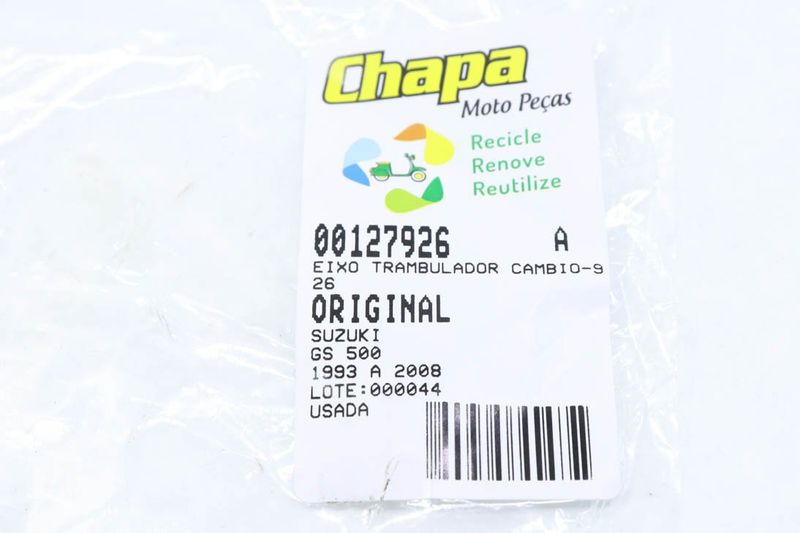 Chapa
Moto Peças
Recicle
Renove
Reutilize
00127926 A
EIXO TRAMBULADOR CAMBIO-9
26
ORIGINAL
SUZUKI
GS 500
1993 A 2008
LOTE:000044
USADA